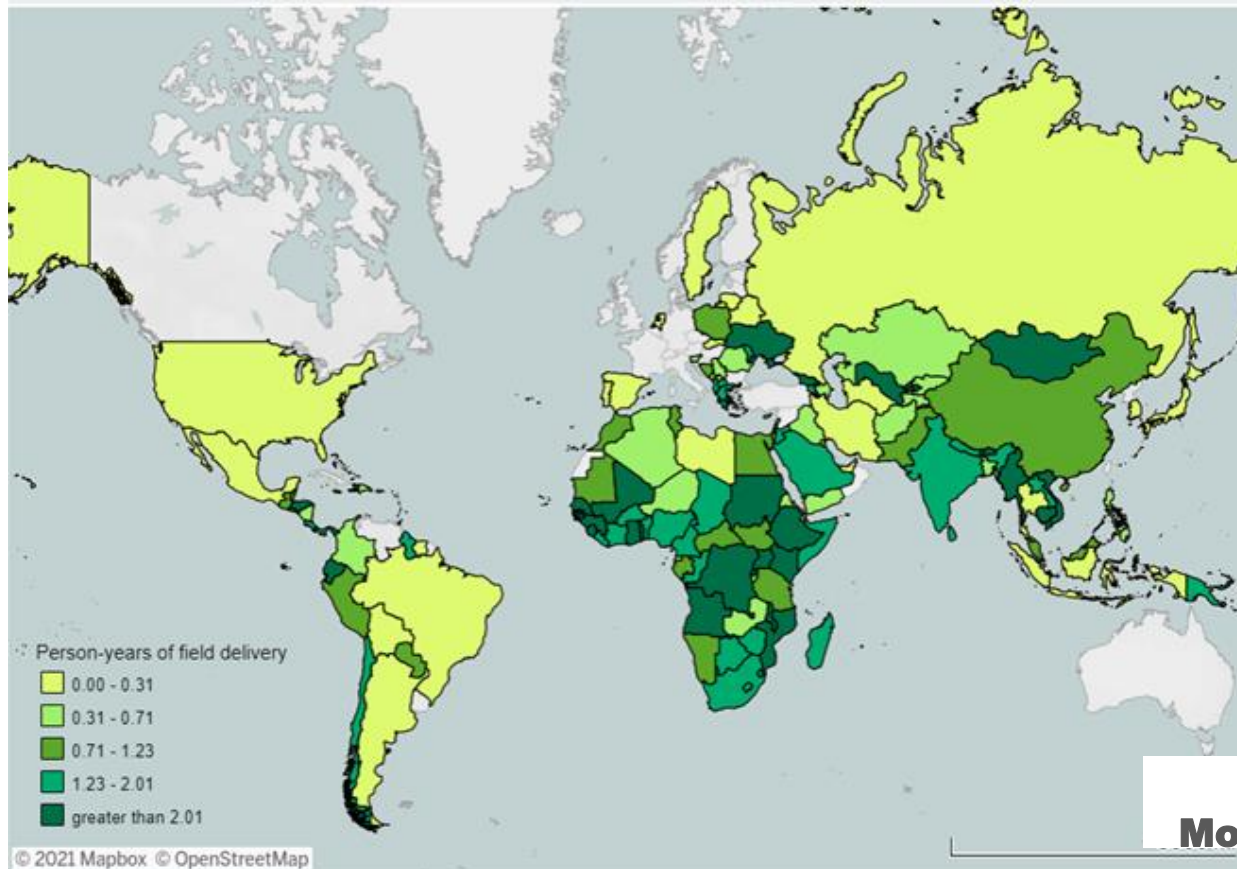 Person-years of field delivery
0.00 - 0.31
0.31 - 0.71
0.71 - 1.23
1.23 - 2.01
greater than 2.01
© 2021 Mapbox © OpenStreetMap
Mo